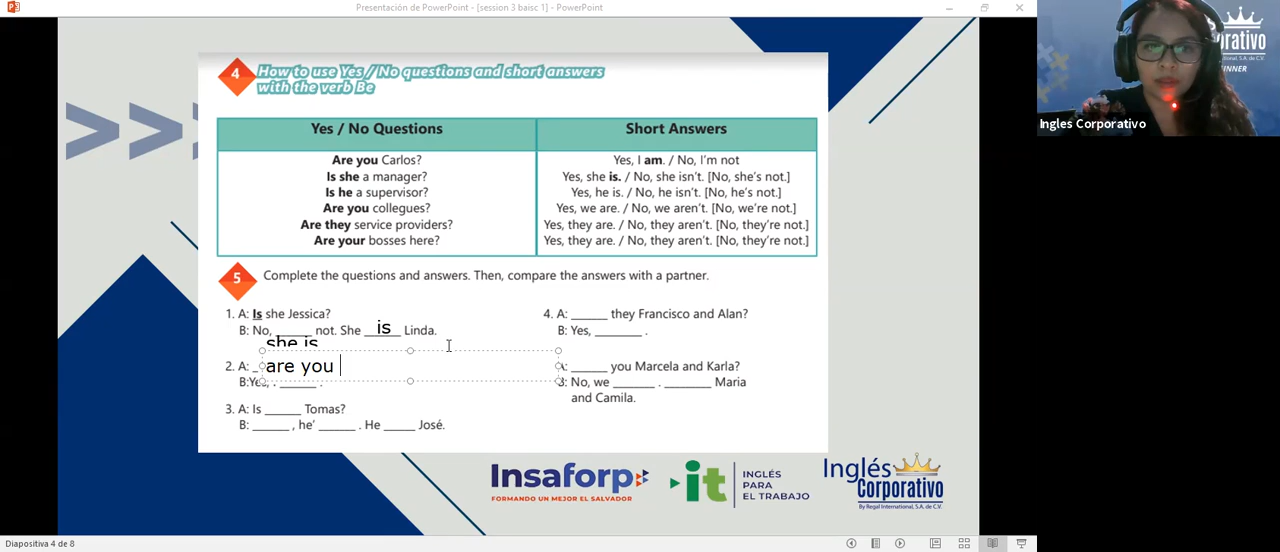 Presentación de PowerPoint - [session 3 baisc 1] - PowerPoint
orativo
ional, S.A. de C.V.
INNER
Ingles Corporativo
4 How to use Yes / No questions and short answers
with the verb Be
Yes / No Questions Short Answers
Are you Carlos? Yes, I am. / No, I'm not
Is she a manager? Yes, she is. / No, she isn't. [No, she's not.]
Is he a supervisor? Yes, he is. / No, he isn't. [No, he's not.]
Are you collegues? Yes, we are. / No, we aren't. [No, we're not.]
Are they service providers? Yes, they are. / No, they aren't. [No, they're not.]
Are your bosses here? Yes, they are. / No, they aren't. [No, they're not.]
5 Complete the questions and answers. Then, compare the answers with a partner.
1. A: Is she Jessica?
B: No, ______ not. She is Linda.
she is
2. A: _ are you
B:Yes, . ______ .
3. A: Is ______ Tomas?
B: ______ , he' ______ . He _____ José.
4. A: ______ they Francisco and Alan?
B: Yes, ________ .
A: ______ you Marcela and Karla?
B: No, we _______ . ________ Maria
and Camila.
Insaforp
FORMANDO UN MEJOR EL SALVADOR
it INGLÉS
PARA
EL TRABAJO
Inglés
Corporativo
By Regal International, S.A. de C.V.
Diapositiva 4 de 8